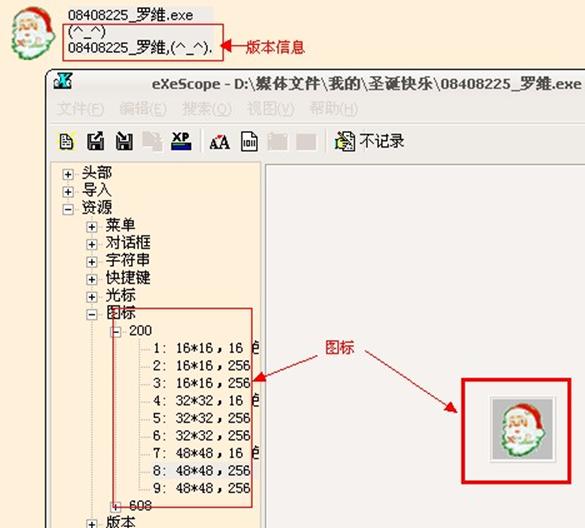 08408225_罗维.exe
(^_^)
08408225_罗维,(^_^).
版本信息
eXeScope - D:\媒体文件\我的\圣诞快乐\08408225_罗维.exe
文件(F) 编辑(E) 搜索(O) 视图(V) 帮助(H)
XP
不记录
头部
导入
资源
菜单
对话框
字符串
快捷键
光标
图标
200
1: 16*16, 16 色
2: 16*16, 256
3: 16*16, 256
4: 32*32, 16 色
5: 32*32, 256
6: 32*32, 256
7: 48*48, 16 色
8: 48*48, 256
9: 48*48, 256
608
版本
图标